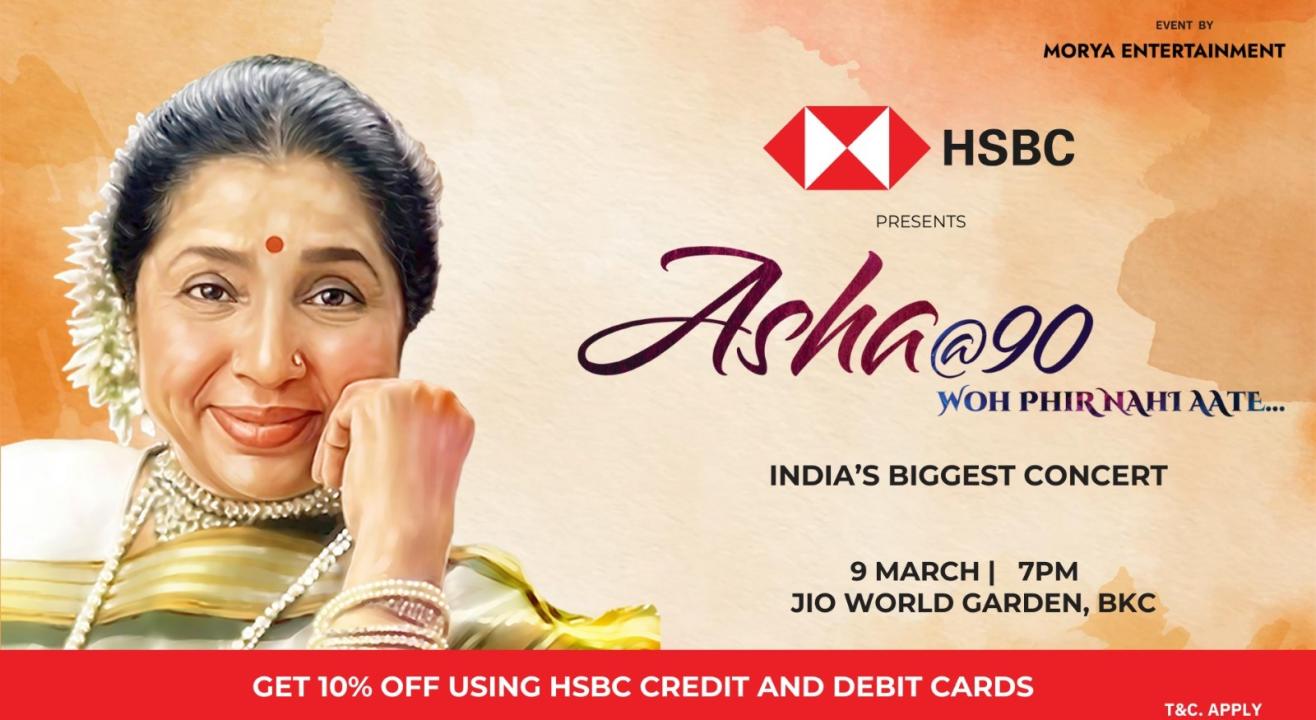 EVENT BY
MORYA ENTERTAINMENT
HSBC
PRESENTS
Asha@90
WOH PHIR NAHI AATE...
INDIA'S BIGGEST CONCERT
9 MARCH | 7PM
JIO WORLD GARDEN, BKC
GET 10% OFF USING HSBC CREDIT AND DEBIT CARDS
T&C. APPLY